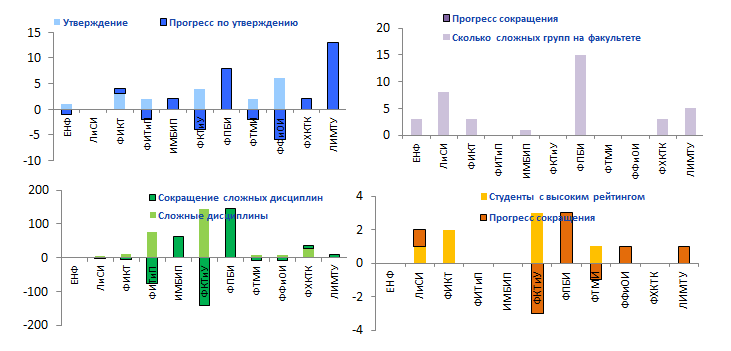 Утверждение Прогресс по утверждению
15
10
5
0
-5
-10
ЕНФ ЛиСИ ФИКТ ФИТиП ИМБИП ФКТиУ ФПБИ ФТМИ ФФиОИ ФХКТК ЛИМТУ
Прогресс сокращения
Сколько сложных групп на факультете
20
15
10
5
0
ЕНФ ЛиСИ ФИКТ ФИТиП ИМБИП ФКТиУ ФПБИ ФТМИ ФФиОИ ФХКТК ЛИМТУ
Сокращение сложных дисциплин
Сложные дисциплины
200
100
0
-100
-200
ЕНФ ЛиСИ ФИКТ ФИТиП ИМБИП ФКТиУ ФПБИ ФТМИ ФФиОИ ФХКТК ЛИМТУ
Студенты с высоким рейтингом
Прогресс сокращения
4
2
0
-2
-4
ЕНФ ЛиСИ ФИКТ ФИТиП ИМБИП ФКТиУ ФПБИ ФТМИ ФФиОИ ФХКТК ЛИМТУ